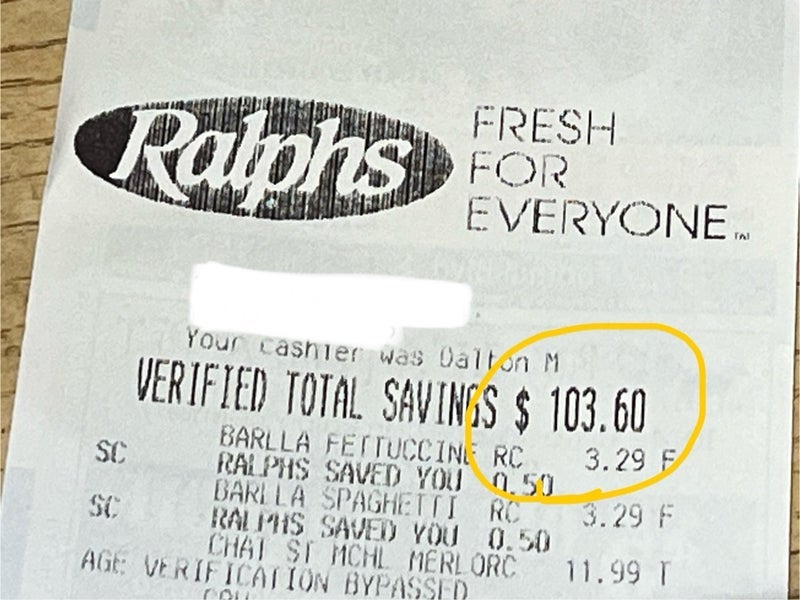 Ralphs
FRESH
FOR
EVERYONE™
Your cashier was Dalton M
VERIFIED TOTAL SAVINGS $ 103.60
SC BARLLA FETTUCCINE RC 3.29 F
RALPHS SAVED YOU 0.50
SC BARLLA SPAGHETTI RC 3.29 F
RALPHS SAVED YOU 0.50
CHAT ST MCHL MERLORC 11.99 T
AGE VERIFICATION BYPASSED